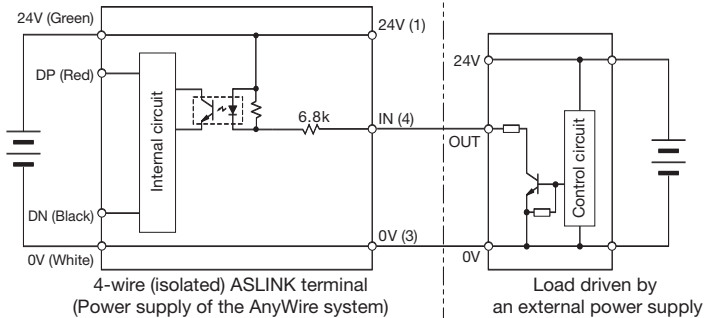 24V (Green)
24V (1)
DP (Red)
Internal circuit
6.8k
IN (4)
DN (Black)
0V (White)
0V (3)
24V
OUT
Control circuit
0V
4-wire (isolated) ASLINK terminal
(Power supply of the AnyWire system)
Load driven by
an external power supply